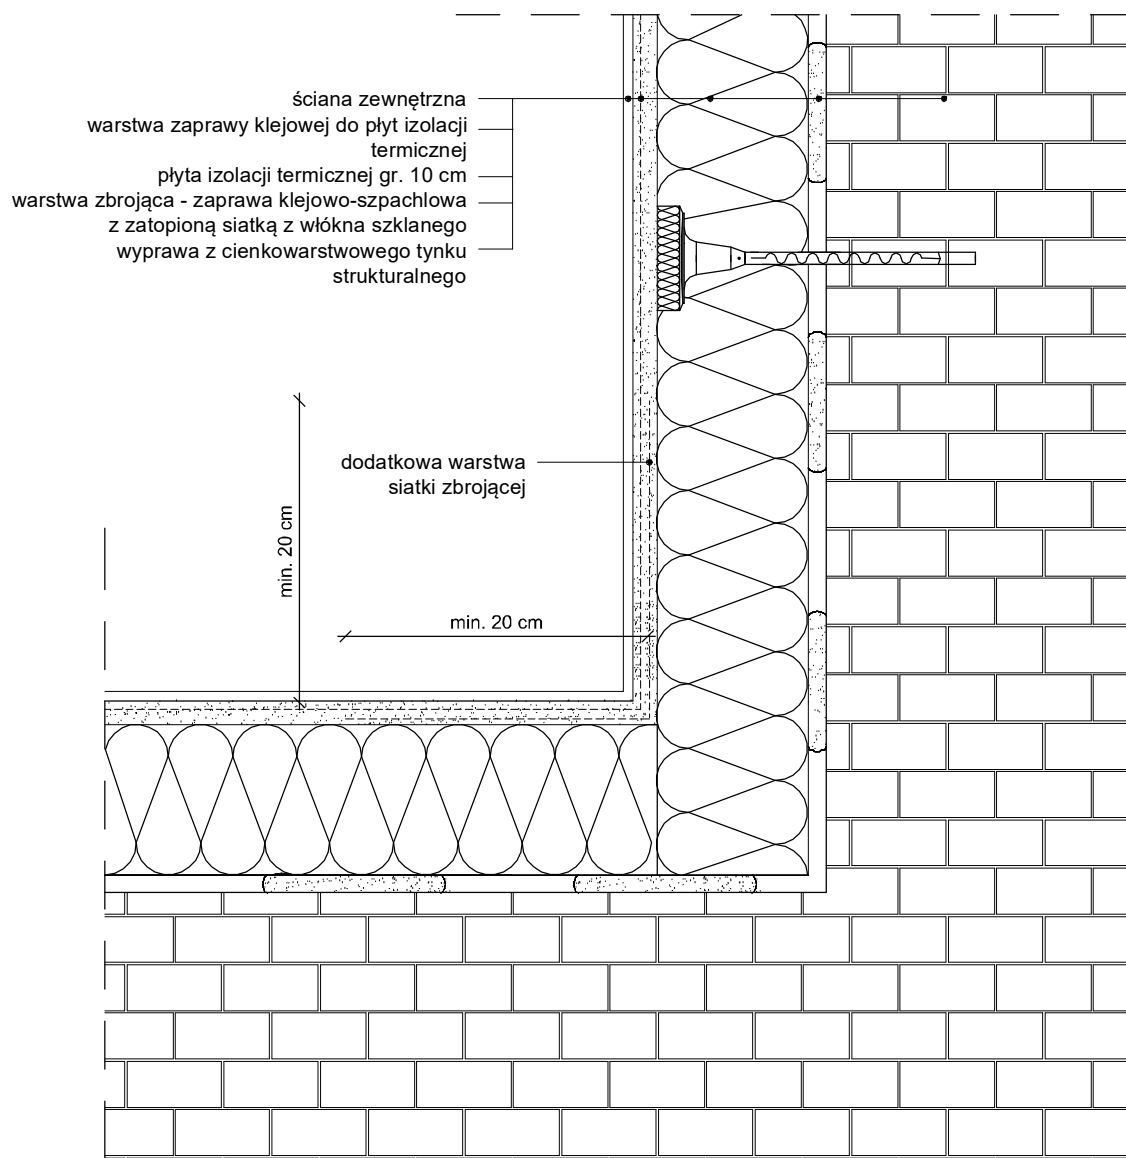 ściana zewnętrzna
warstwa zaprawy klejowej do płyt izolacji
termicznej
płyta izolacji termicznej gr. 10 cm
warstwa zbrojąca - zaprawa klejowo-szpachlowa
z zatopioną siatką z włókna szklanego
wyprawa z cienkowarstwowego tynku
strukturalnego
dodatkowa warstwa
siatki zbrojącej
min. 20 cm
min. 20 cm